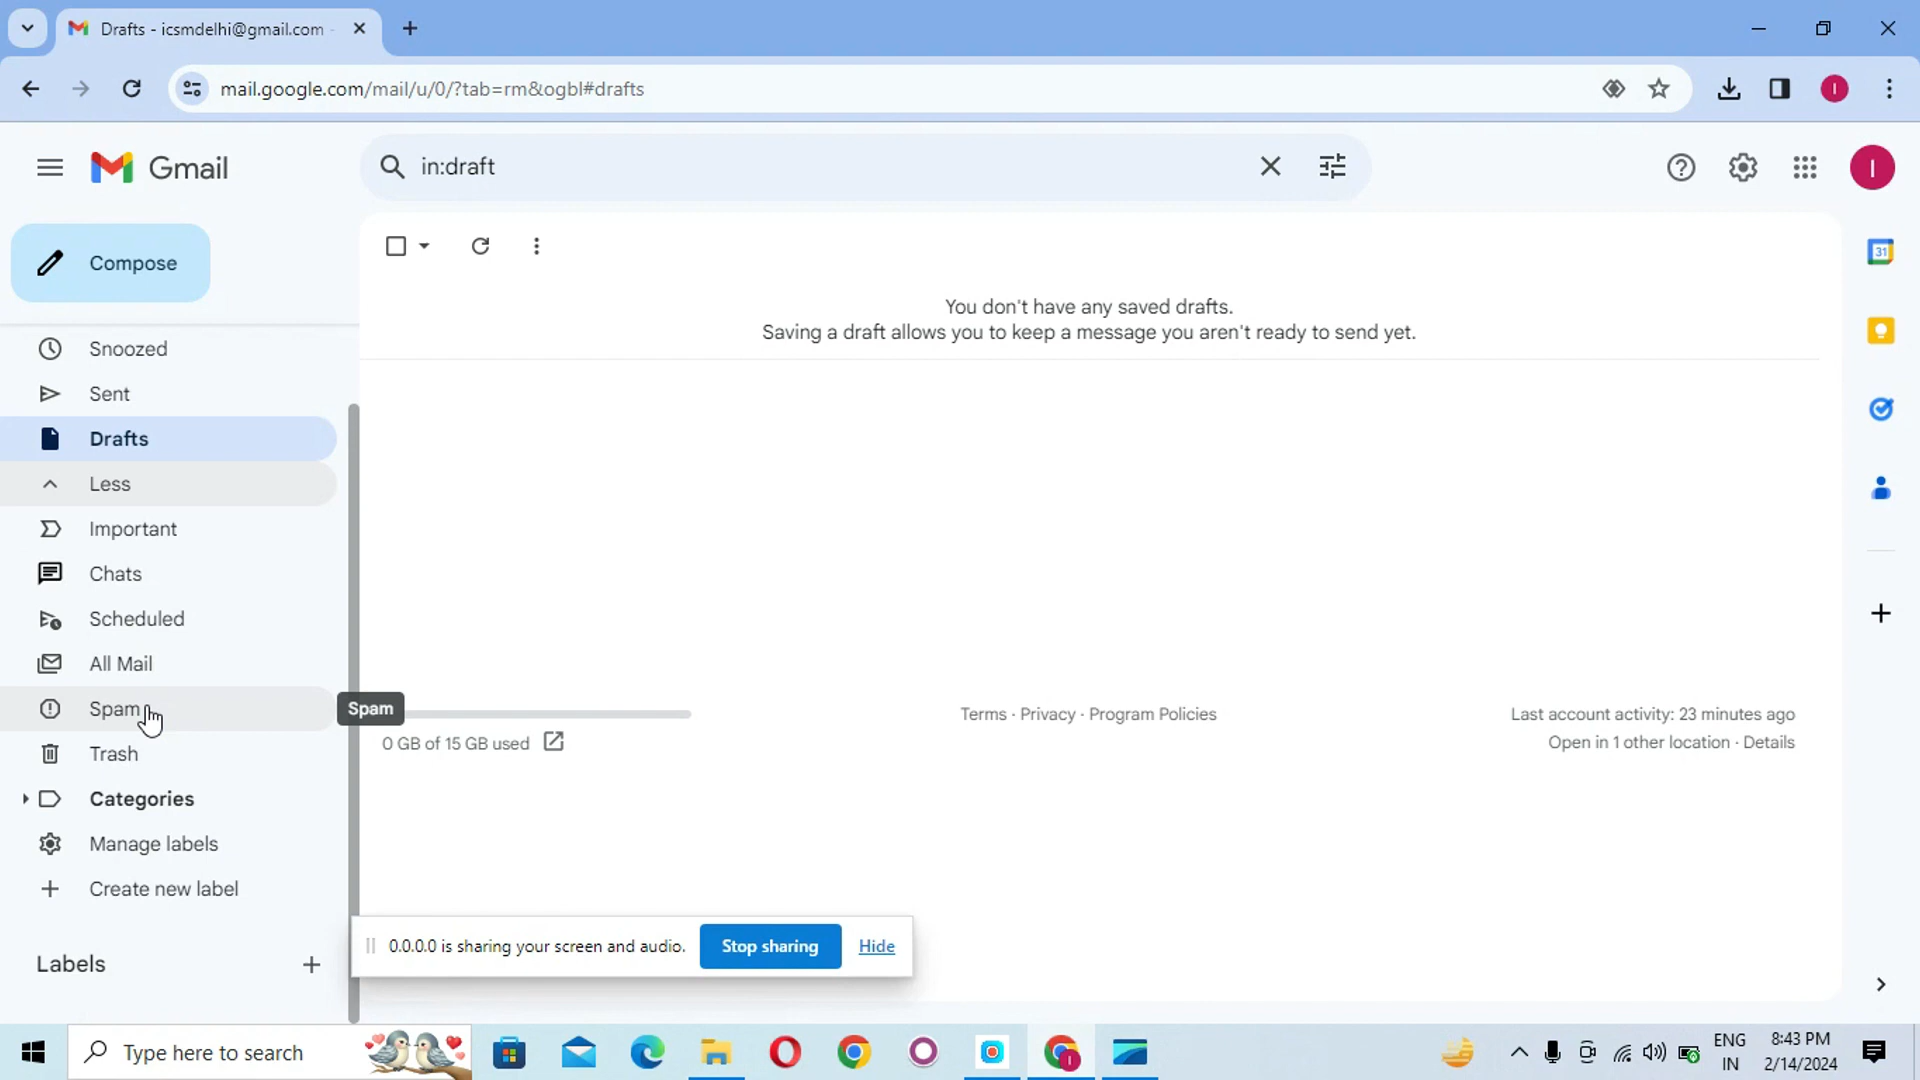 Drafts - icsmdelhi@gmail.com -
mail.google.com/mail/u/0/?tab=rm&ogbl#drafts
I
Gmail
in:draft
I
Compose
Snoozed
Sent
Drafts
Less
Important
Chats
Scheduled
All Mail
Spam
Trash
Categories
Manage labels
Create new label
Labels
You don't have any saved drafts.
Saving a draft allows you to keep a message you aren't ready to send yet.
31
Spam
0 GB of 15 GB used
Terms · Privacy · Program Policies
Last account activity: 23 minutes ago
Open in 1 other location · Details
0.0.0.0 is sharing your screen and audio.
Stop sharing
Hide
Type here to search
I
ENG
IN
8:43 PM
2/14/2024